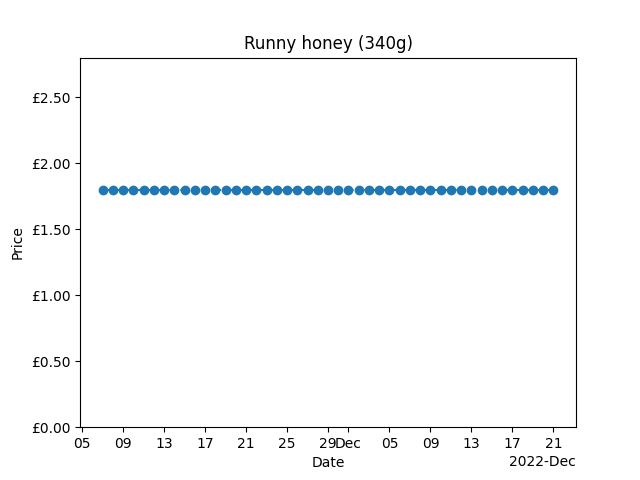 Runny honey (340g)
£2.50
£2.00
£1.50
£1.00
£0.50
£0.00
Price
05 09 13 17 21 25 29 Dec 05 09 13 17 21
Date
2022-Dec